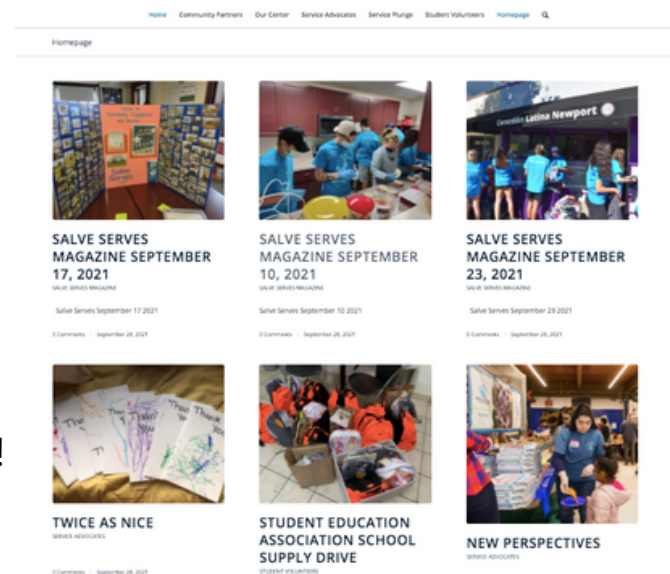 Home Community Partners Our Center Service Advocates Service Plunge Student Volunteers Homepage
Homepage
SALVE SERVES
MAGAZINE SEPTEMBER
17, 2021
SALVE SERVES MAGAZINE
Salve Serves September 17 2021
0 Comments / September 28, 2021
SALVE SERVES
MAGAZINE SEPTEMBER
10, 2021
SALVE SERVES MAGAZINE
Salve Serves September 10 2021
0 Comments / September 28, 2021
Conexión Latina Newport
SALVE SERVES
MAGAZINE SEPTEMBER
23, 2021
SALVE SERVES MAGAZINE
Salve Serves September 23 2021
0 Comments / September 28, 2021
!
Thank
You
Thank
You
TWICE AS NICE
SERVICE ADVOCATES
0 Comments / September 28, 2021
STUDENT EDUCATION
ASSOCIATION SCHOOL
SUPPLY DRIVE
STUDENT VOLUNTEERS
NEW PERSPECTIVES
SERVICE ADVOCATES